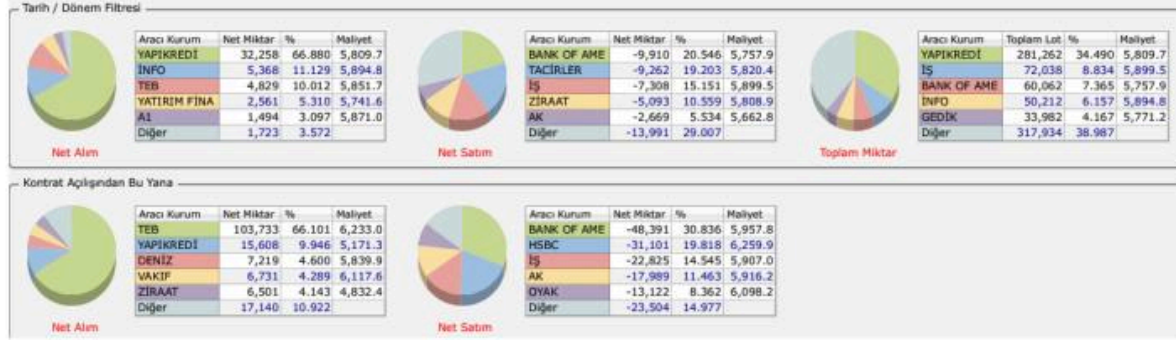 Tarih / Dönem Filtresi
Aracı Kurum Net Miktar % Maliyet
YAPIKREDİ 32,258 66.880 5,809.7
İNFO 5,368 11.129 5,894.8
TEB 4,829 10.012 5,851.7
YATIRIM FİNA 2,561 5.310 5,741.6
A1 1,494 3.097 5,871.0
Diğer 1,723 3.572
Net Alım
Aracı Kurum Net Miktar % Maliyet
BANK OF AME -9,910 20.546 5,757.9
TACİRLER -9,262 19.203 5,820.4
İŞ -7,308 15.151 5,899.5
ZİRAAT -5,093 10.559 5,808.9
AK -2,669 5.534 5,662.8
Diğer -13,991 29.007
Net Satım
Aracı Kurum Toplam Lot % Maliyet
YAPIKREDİ 281,262 34.490 5,809.7
İŞ 72,038 8.834 5,899.5
BANK OF AME 60,062 7.365 5,757.9
İNFO 50,212 6.157 5,894.8
GEDİK 33,982 4.167 5,771.2
Diğer 317,934 38.987
Toplam Miktar
Kontrat Açılışından Bu Yana
Aracı Kurum Net Miktar % Maliyet
TEB 103,733 66.101 6,233.0
YAPIKREDİ 15,608 9.946 5,171.3
DENİZ 7,219 4.600 5,839.9
VAKIF 6,731 4.289 6,117.6
ZİRAAT 6,501 4.143 4,832.4
Diğer 17,140 10.922
Net Alım
Aracı Kurum Net Miktar % Maliyet
BANK OF AME -48,391 30.836 5,957.8
HSBC -31,101 19.818 6,259.9
İŞ -22,825 14.545 5,907.0
AK -17,989 11.463 5,916.2
OYAK -13,122 8.362 6,098.2
Diğer -23,504 14.977
Net Satım